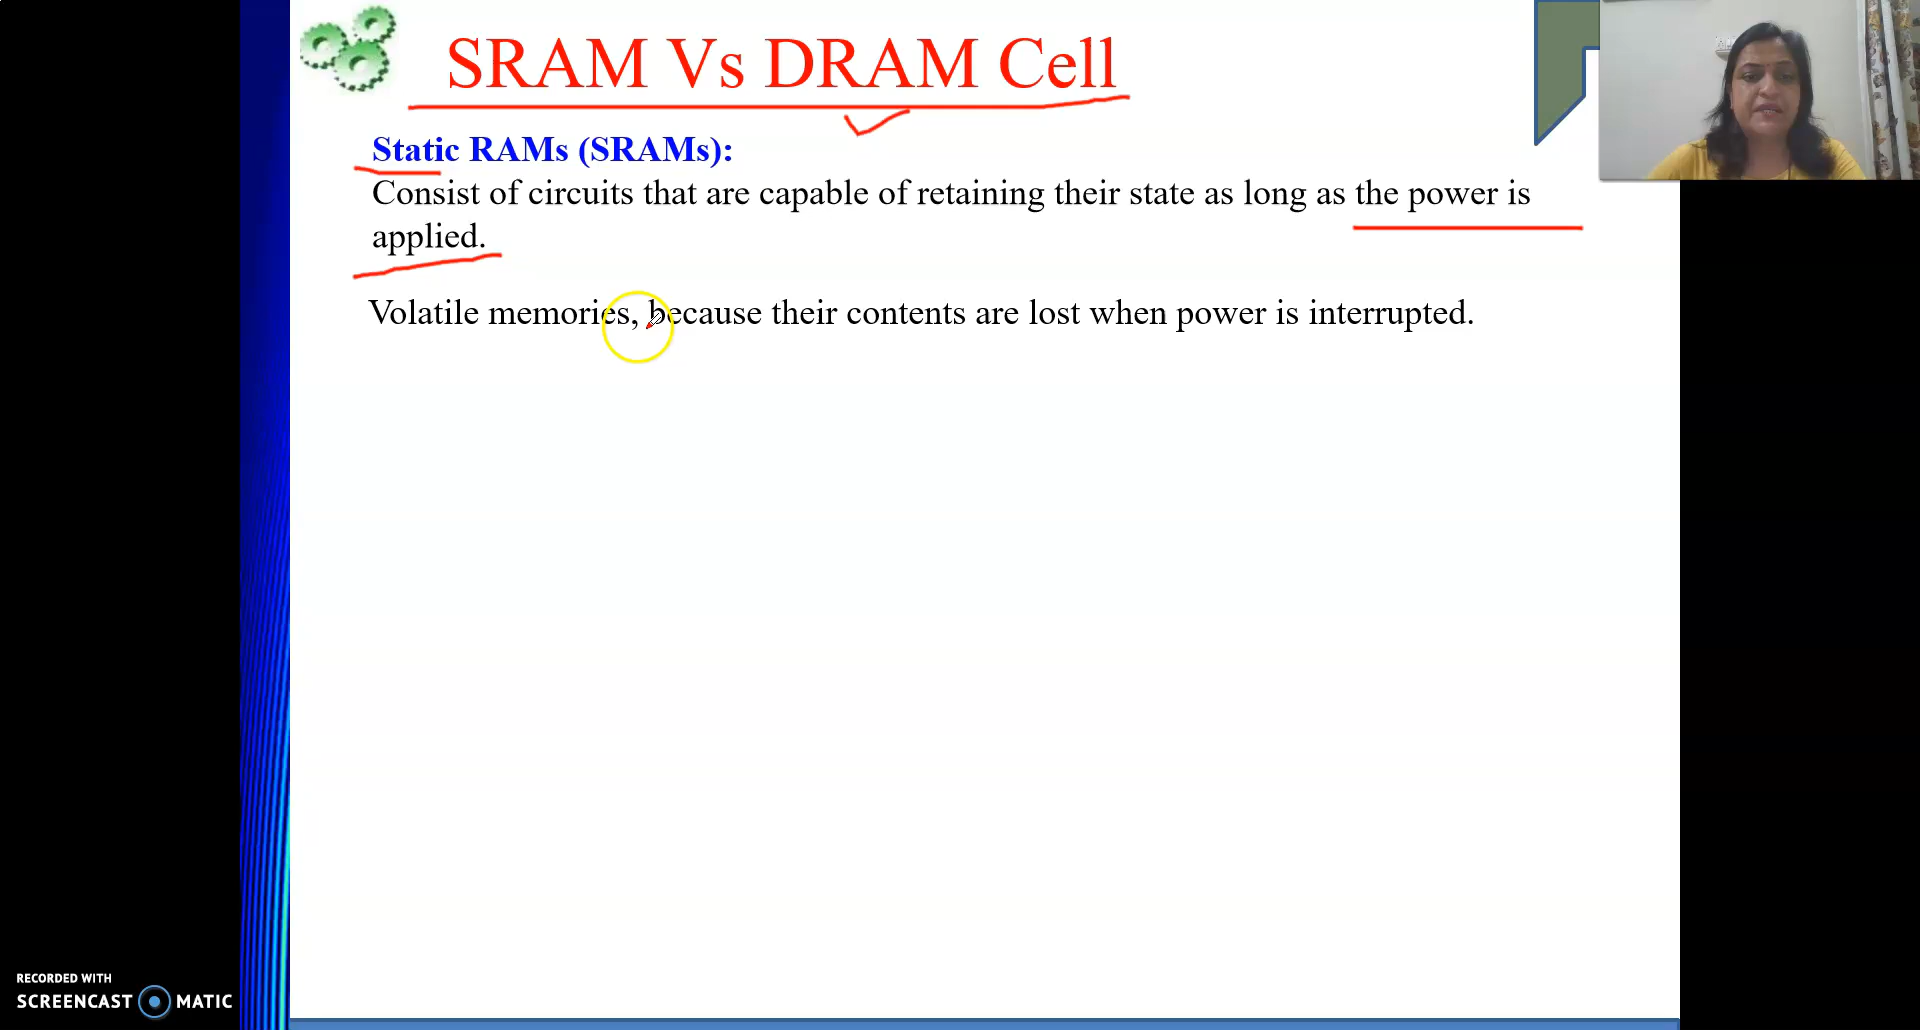 SRAM Vs DRAM Cell
Static RAMs (SRAMs):
Consist of circuits that are capable of retaining their state as long as the power is
applied.
Volatile memories, because their contents are lost when power is interrupted.
RECORDED WITH
SCREENCAST MATIC